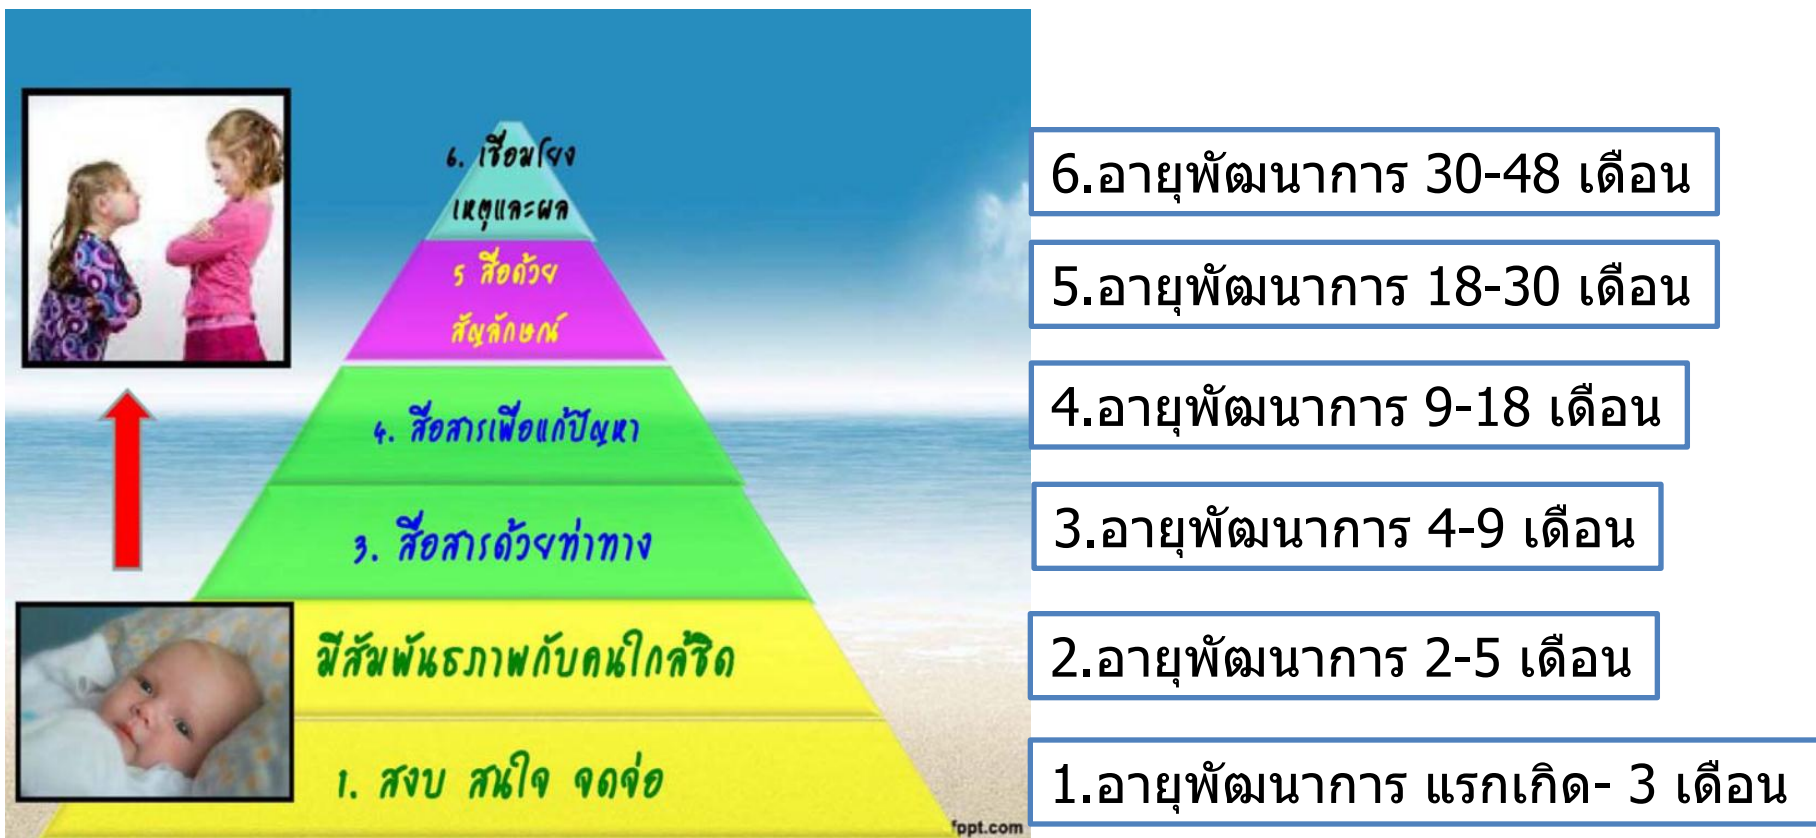 6. เชื่อมโยง
เหตุและผล
5 สื่อด้วย
สัญลักษณ์
4. สื่อสารเพื่อแก้ปัญหา
3. สื่อสารด้วยท่าทาง
มีสัมพันธภาพกับคนใกล้ชิด
1. สงบ สนใจ จดจ่อ
fppt.com
6.อายุพัฒนาการ 30-48 เดือน
5.อายุพัฒนาการ 18-30 เดือน
4.อายุพัฒนาการ 9-18 เดือน
3.อายุพัฒนาการ 4-9 เดือน
2.อายุพัฒนาการ 2-5 เดือน
1.อายุพัฒนาการ แรกเกิด- 3 เดือน